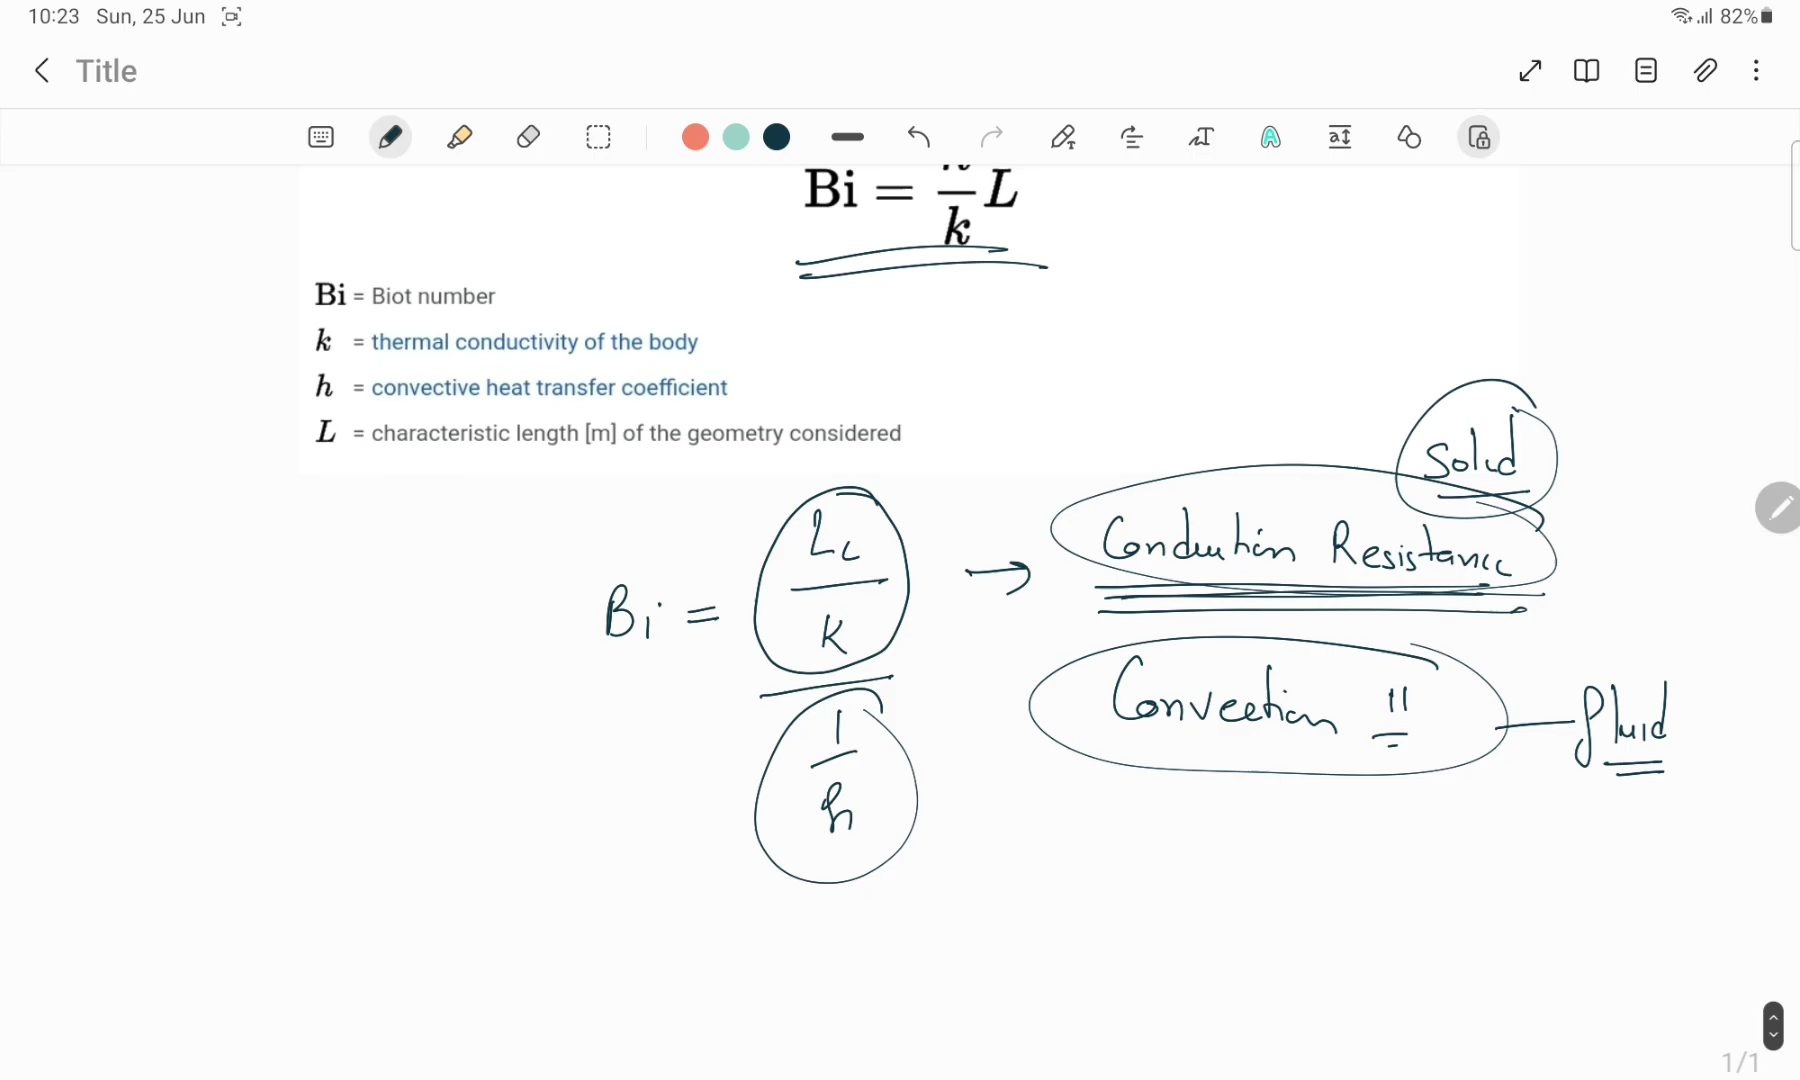 10:23 Sun, 25 Jun 82%
Title
Bi = h/k L
Bi = Biot number
k = thermal conductivity of the body
h = convective heat transfer coefficient
L = characteristic length [m] of the geometry considered
Solid
Lc
Conduction Resistance
Bi =
K
Convection "
fluid
1
h
1/1